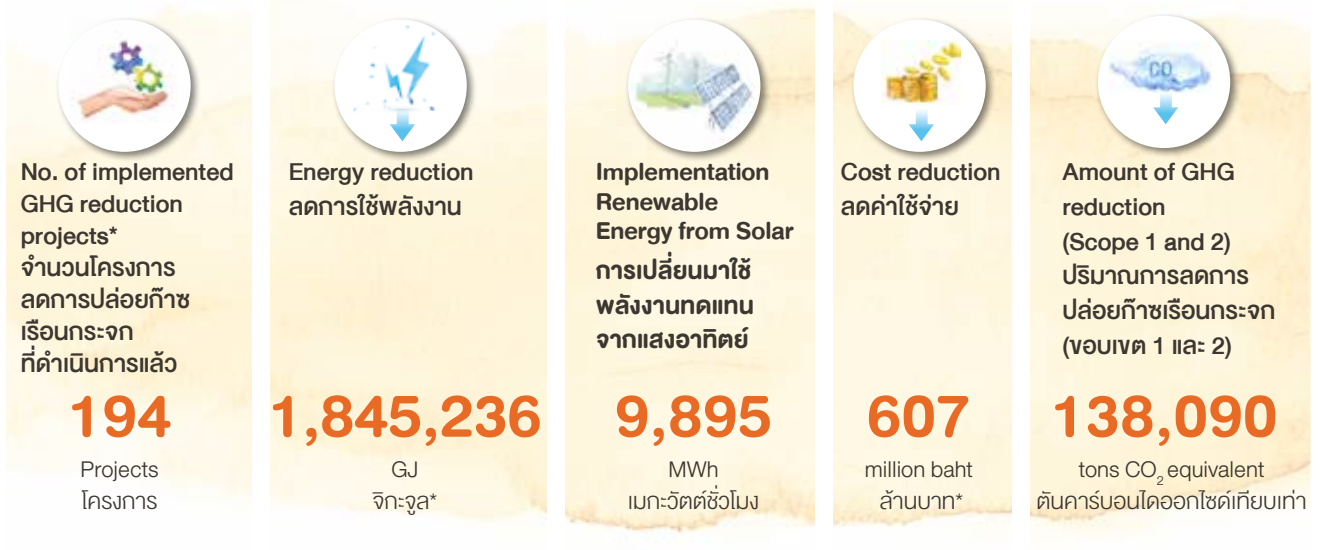 No. of implemented
GHG reduction
projects*
จำนวนโครงการ
ลดการปล่อยก๊าซ
เรือนกระจก
ที่ดำเนินการแล้ว
194
Projects
โครงการ
Energy reduction
ลดการใช้พลังงาน
1,845,236
GJ
จิกะจูล*
Implementation
Renewable
Energy from Solar
การเปลี่ยนมาใช้
พลังงานทดแทน
จากแสงอาทิตย์
9,895
MWh
เมกะวัตต์ชั่วโมง
Cost reduction
ลดค่าใช้จ่าย
607
million baht
ล้านบาท*
CO₂
Amount of GHG
reduction
(Scope 1 and 2)
ปริมาณการลดการ
ปล่อยก๊าซเรือนกระจก
(ขอบเขต 1 และ 2)
138,090
tons CO₂ equivalent
ตันคาร์บอนไดออกไซด์เทียบเท่า